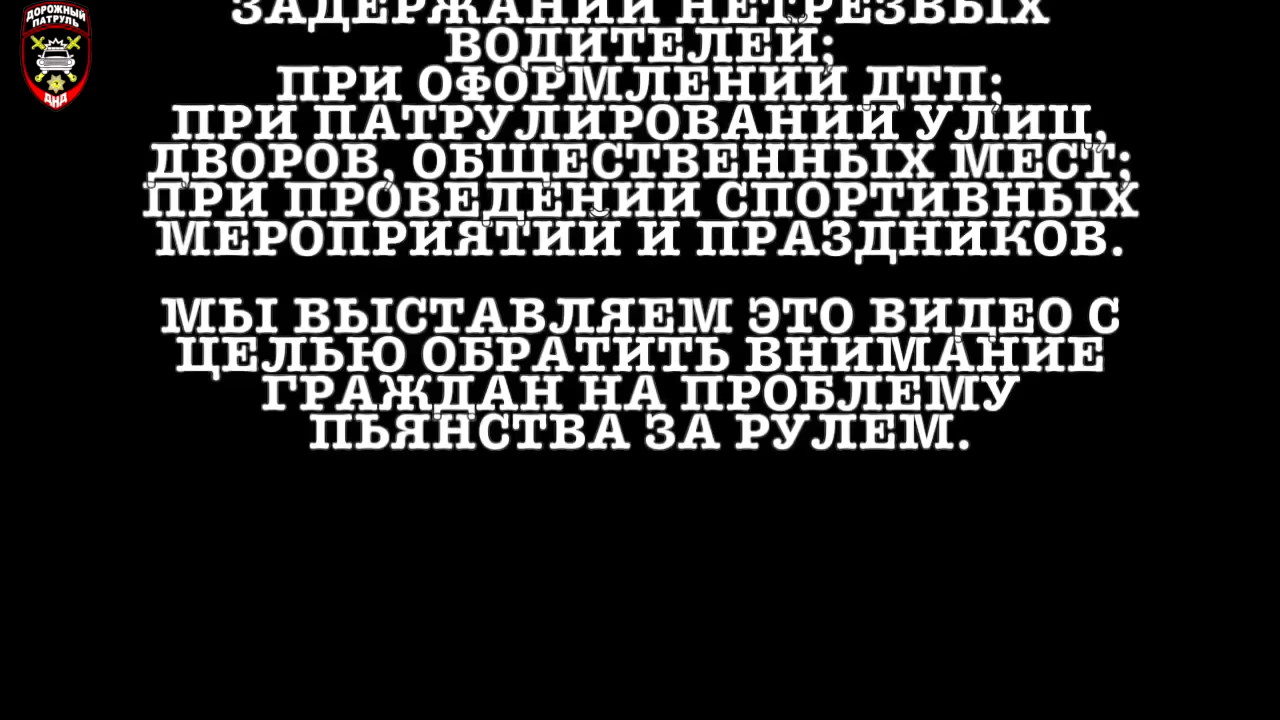 ДОРОЖНЫЙ
ПАТРУЛЬ
ДНД
ЗАДЕРЖАНИИ НЕТРЕЗВЫХ
ВОДИТЕЛЕЙ;
ПРИ ОФОРМЛЕНИИ ДТП;
ПРИ ПАТРУЛИРОВАНИИ УЛИЦ,
ДВОРОВ, ОБЩЕСТВЕННЫХ МЕСТ;
ПРИ ПРОВЕДЕНИИ СПОРТИВНЫХ
МЕРОПРИЯТИЙ И ПРАЗДНИКОВ.
МЫ ВЫСТАВЛЯЕМ ЭТО ВИДЕО С
ЦЕЛЬЮ ОБРАТИТЬ ВНИМАНИЕ
ГРАЖДАН НА ПРОБЛЕМУ
ПЬЯНСТВА ЗА РУЛЕМ.